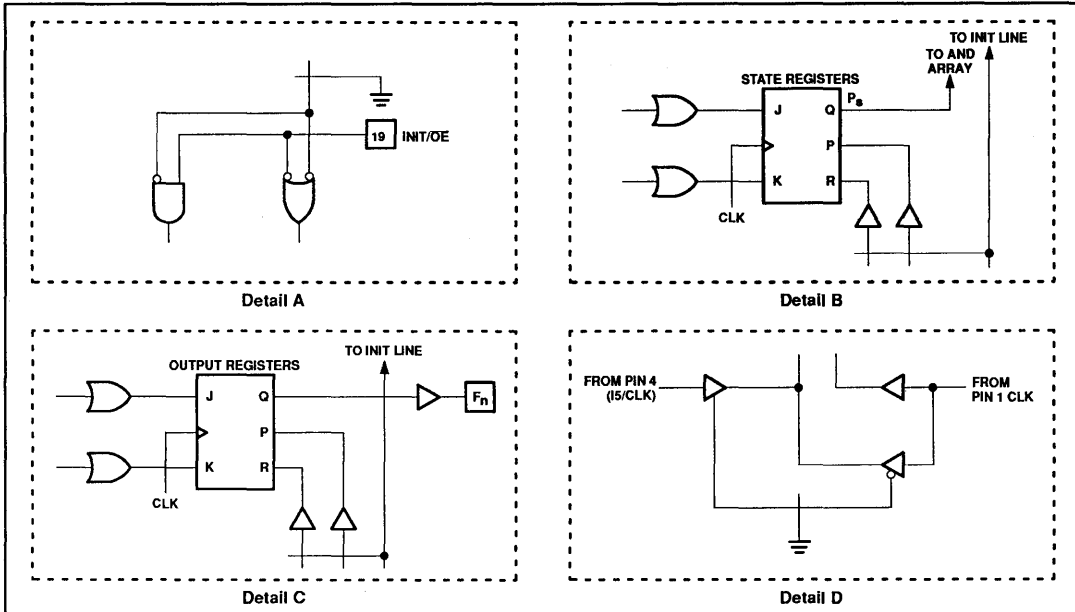 19 INIT/O̅E̅
Detail A
TO INIT LINE
TO AND
ARRAY
STATE REGISTERS
Ps
J
Q
P
K
R
CLK
Detail B
TO INIT LINE
OUTPUT REGISTERS
J
Q
Fn
P
K
R
CLK
Detail C
FROM PIN 4
(I5/CLK)
FROM
PIN 1 CLK
Detail D